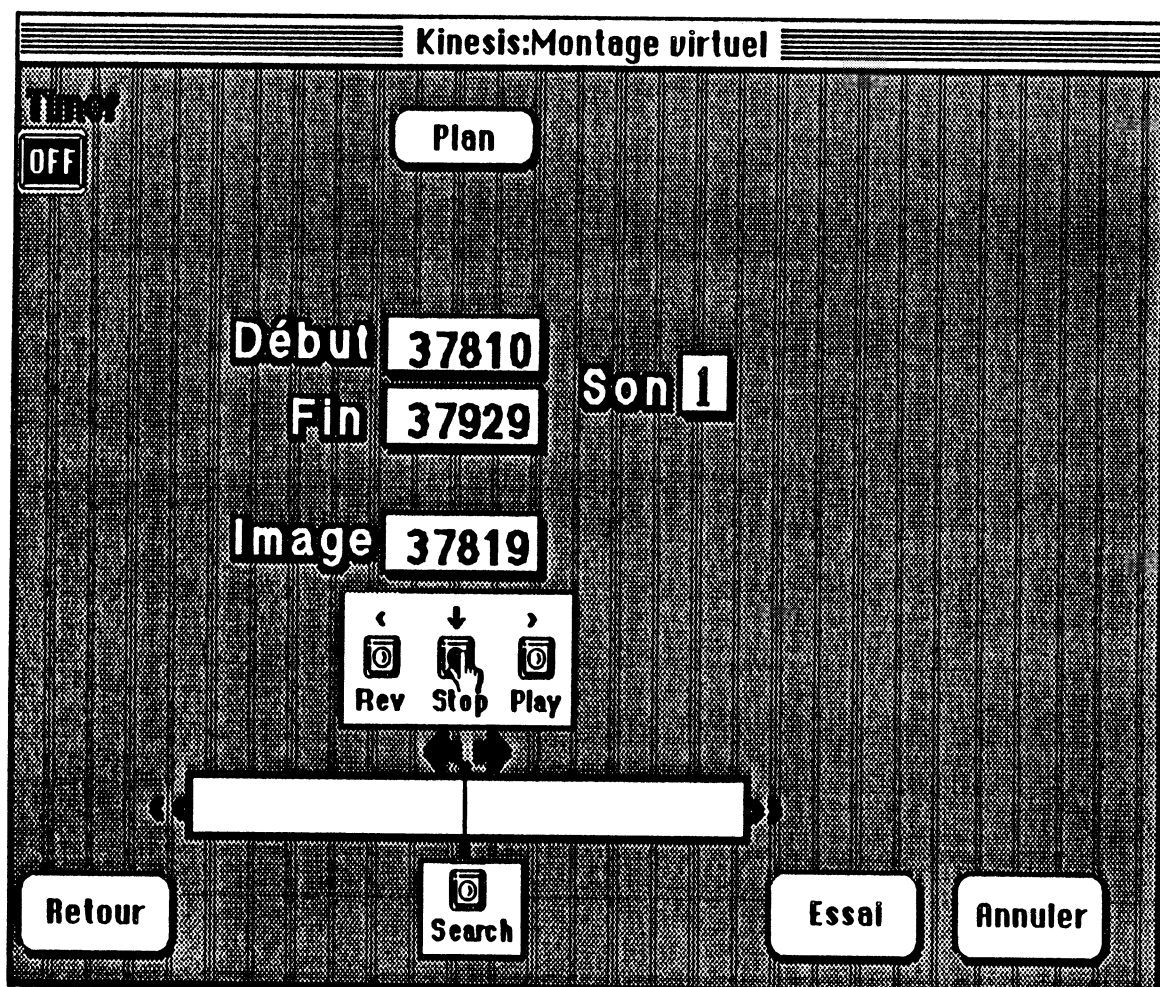 Kinesis:Montage virtuel
Timer
OFF
Plan
Début 37810
Fin 37929
Son 1
Image 37819
Rev Stop Play
Search
Retour
Essai
Annuler